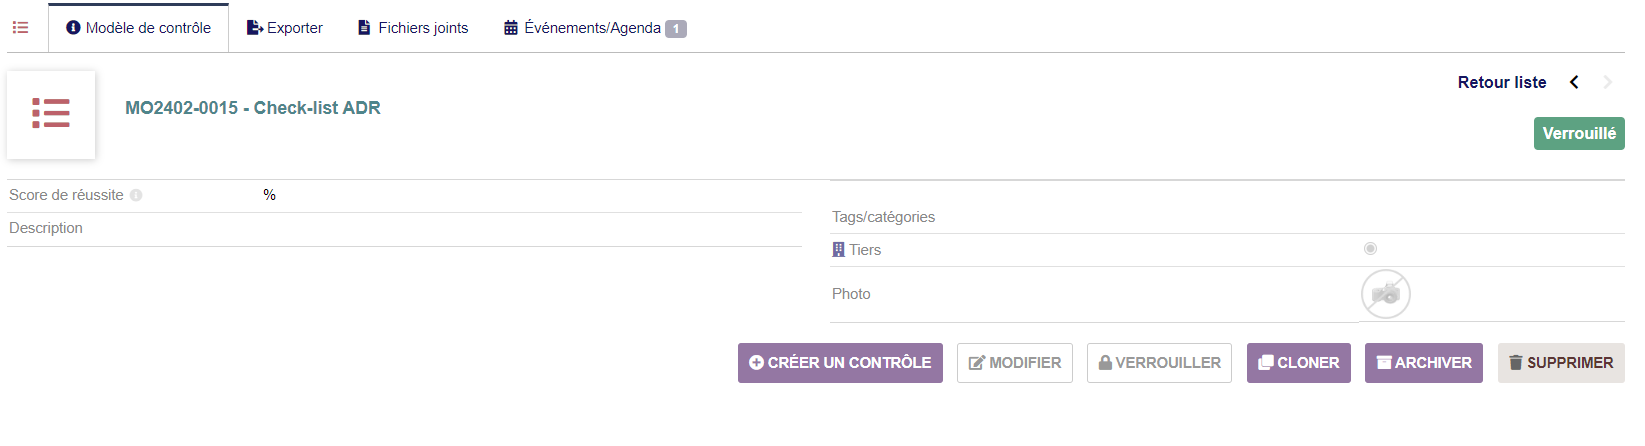 Modèle de contrôle
Exporter
Fichiers joints
Événements/Agenda 1
Retour liste
MO2402-0015 - Check-list ADR
Verrouillé
Score de réussite %
Description
Tags/catégories
Tiers
Photo
CRÉER UN CONTRÔLE
MODIFIER
VERROUILLER
CLONER
ARCHIVER
SUPPRIMER